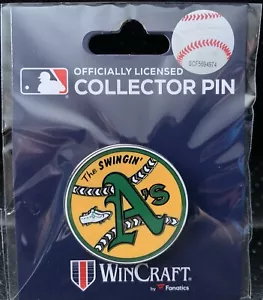 OFFICIALLY LICENSED
COLLECTOR PIN
The SWINGIN'
A's
WINCRAFT
by Fanatics